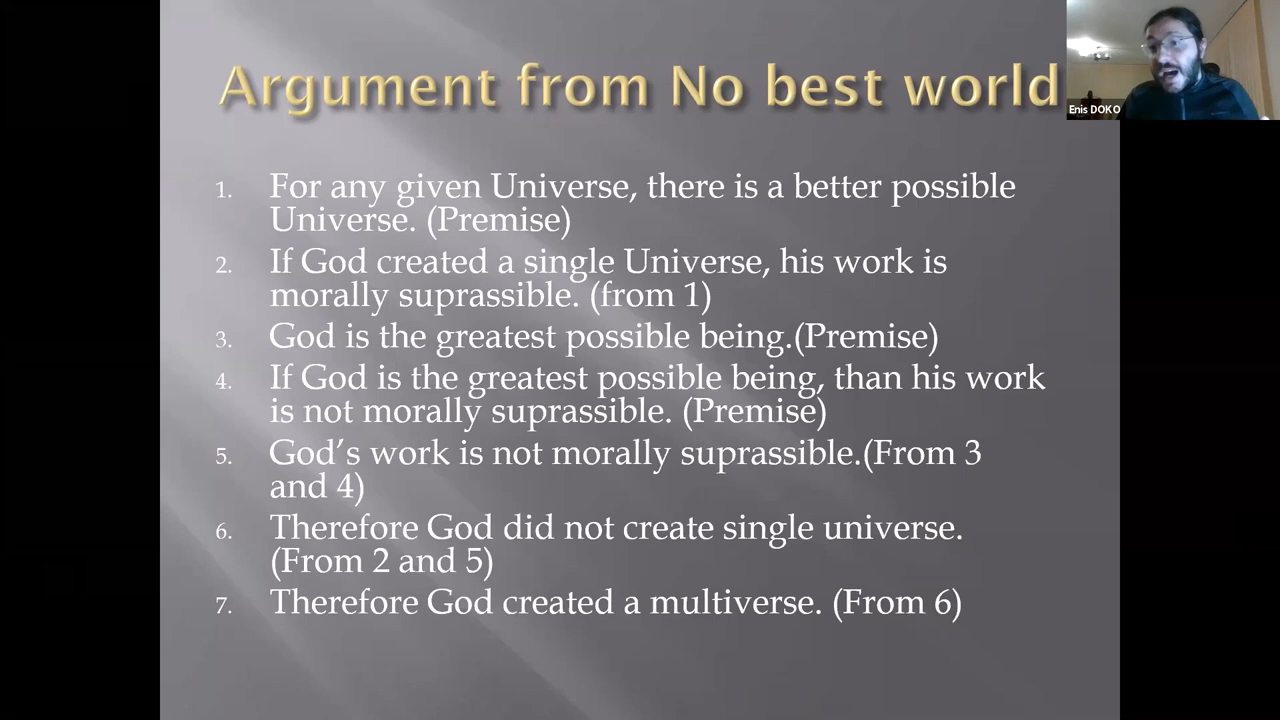 Argument from No best world
Enis DOKO
1. For any given Universe, there is a better possible
Universe. (Premise)
2. If God created a single Universe, his work is
morally suprassible. (from 1)
3. God is the greatest possible being.(Premise)
4. If God is the greatest possible being, than his work
is not morally suprassible. (Premise)
5. God’s work is not morally suprassible.(From 3
and 4)
6. Therefore God did not create single universe.
(From 2 and 5)
7. Therefore God created a multiverse. (From 6)